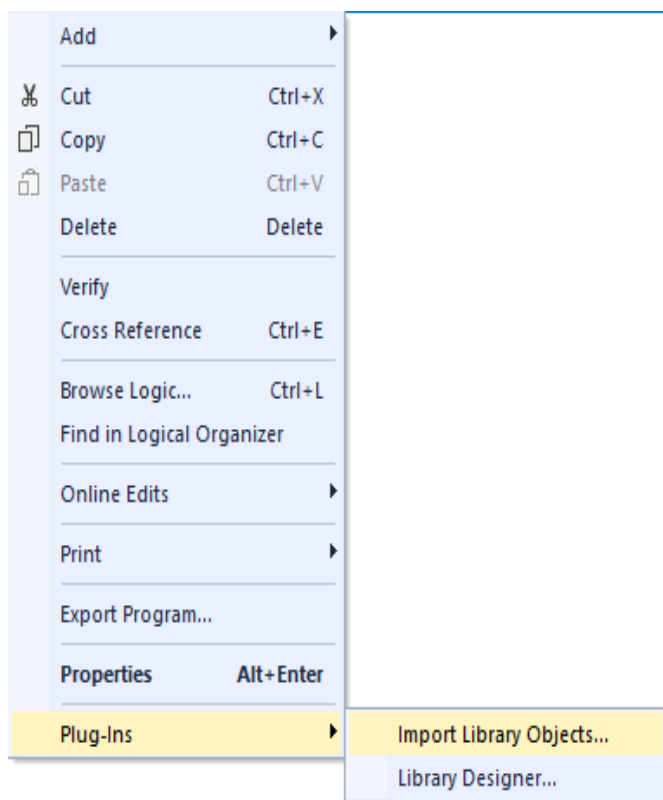 Add
Cut Ctrl+X
Copy Ctrl+C
Paste Ctrl+V
Delete Delete
Verify
Cross Reference Ctrl+E
Browse Logic... Ctrl+L
Find in Logical Organizer
Online Edits
Print
Export Program...
Properties Alt+Enter
Plug-Ins Import Library Objects...
Library Designer...